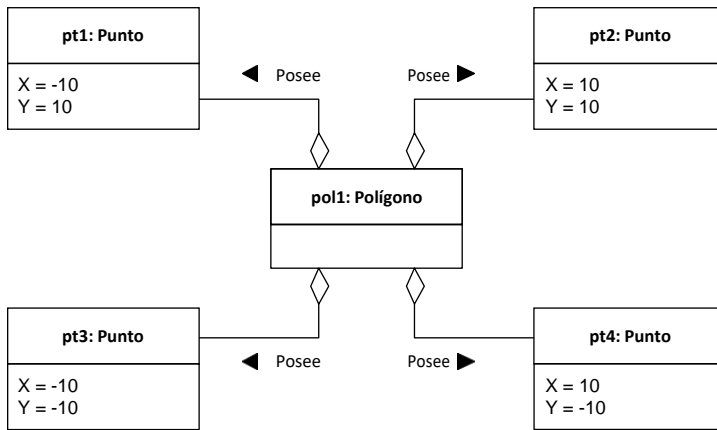 pt1: Punto
X = -10
Y = 10
Posee
Posee
pt2: Punto
X = 10
Y = 10
pol1: Polígono
pt3: Punto
X = -10
Y = -10
Posee
Posee
pt4: Punto
X = 10
Y = -10